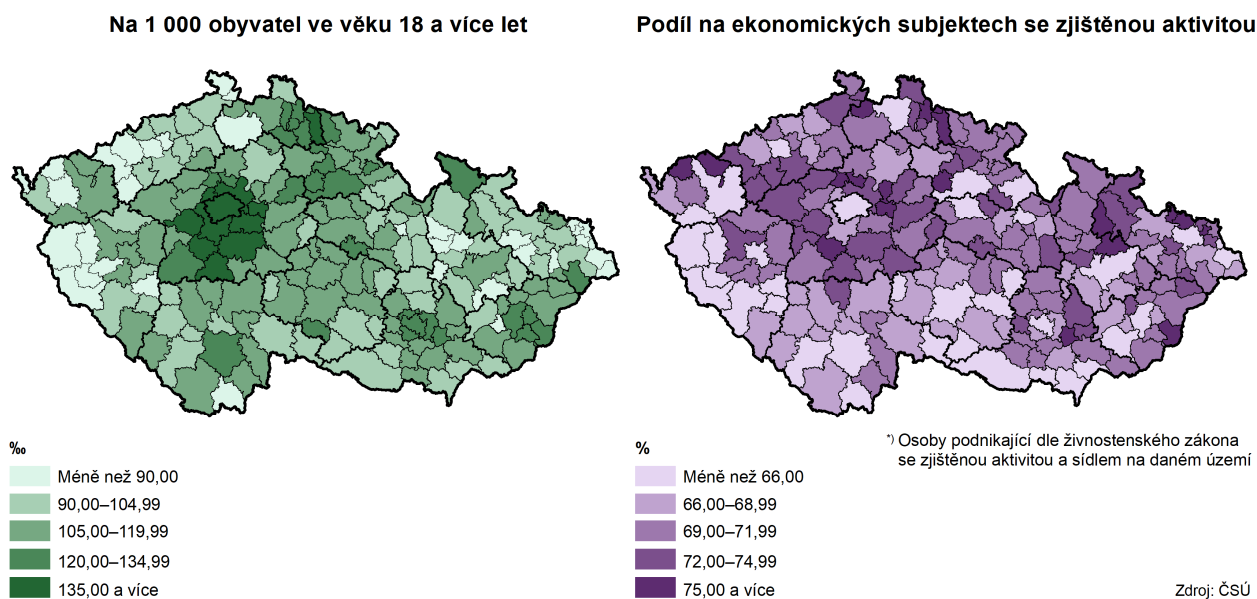 Na 1 000 obyvatel ve věku 18 a více let
Podíl na ekonomických subjektech se zjištěnou aktivitou
‰
Méně než 90,00
90,00–104,99
105,00–119,99
120,00–134,99
135,00 a více
%
Méně než 66,00
66,00–68,99
69,00–71,99
72,00–74,99
75,00 a více
*) Osoby podnikající dle živnostenského zákona
se zjištěnou aktivitou a sídlem na daném území
Zdroj: ČSÚ